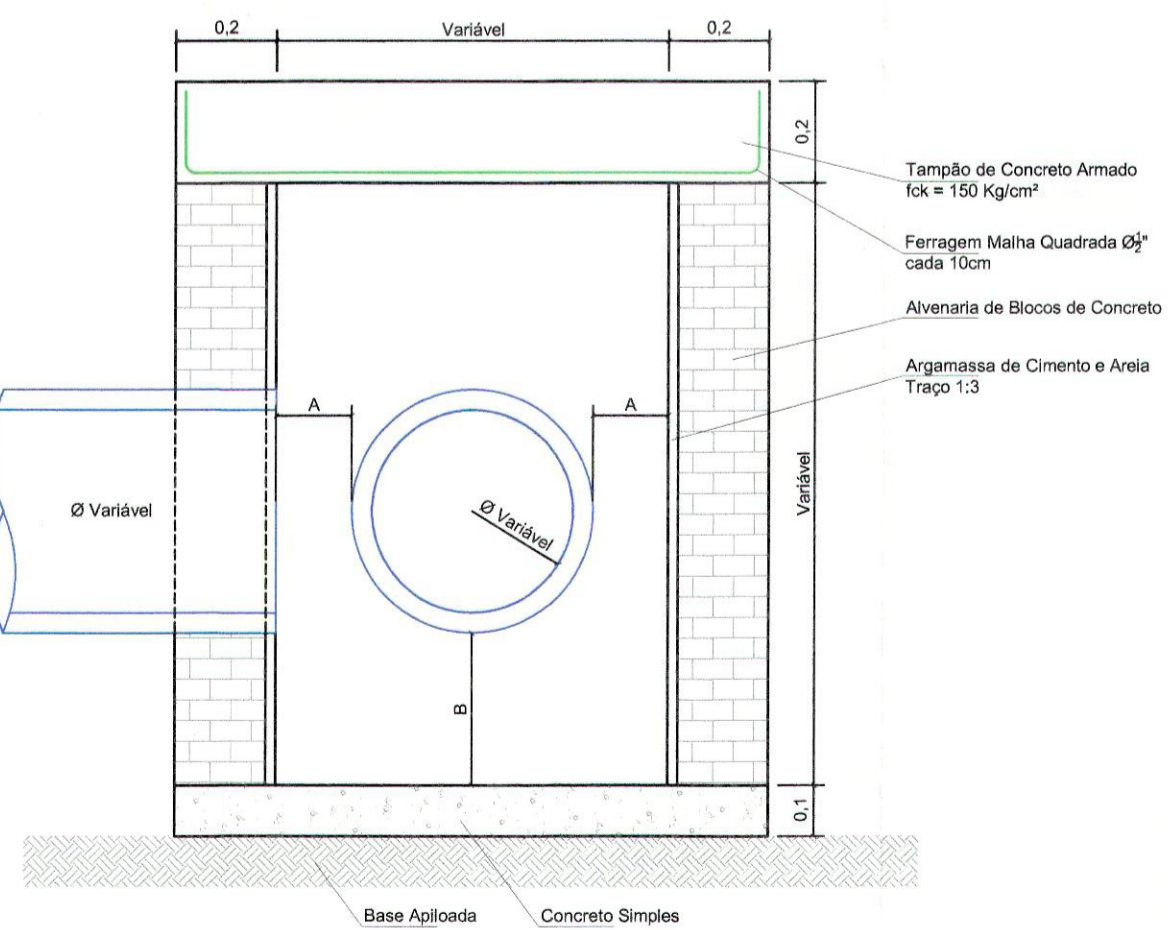 0,2
Variável
0,2
0,2
Tampão de Concreto Armado
fck = 150 Kg/cm²
Ferragem Malha Quadrada Ø½"
cada 10cm
Alvenaria de Blocos de Concreto
Argamassa de Cimento e Areia
Traço 1:3
A
A
Ø Variável
Ø Variável
Variável
B
0,1
Base Apiloada
Concreto Simples